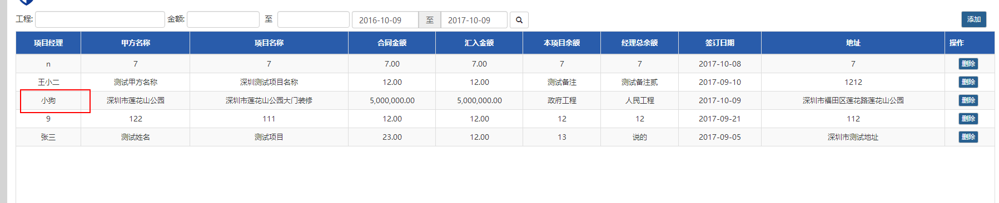 工程: 金额: 至 2016-10-09 至 2017-10-09 添加
项目经理 甲方名称 项目名称 合同金额 汇入金额 本项目余额 经理总余额 签订日期 地址 操作
n 7 7 7.00 7.00 7 7 2017-10-08 7 删除
王小二 测试甲方名称 深圳测试项目名称 12.00 12.00 测试备注 测试备注贰 2017-09-10 1212 删除
小狗 深圳市莲花山公园 深圳市莲花山公园大门装修 5,000,000.00 5,000,000.00 政府工程 人民工程 2017-10-09 深圳市福田区莲花路莲花山公园 删除
9 122 111 12.00 12.00 12 12 2017-09-21 112 删除
张三 测试姓名 测试项目 23.00 12.00 13 说的 2017-09-05 深圳市测试地址 删除